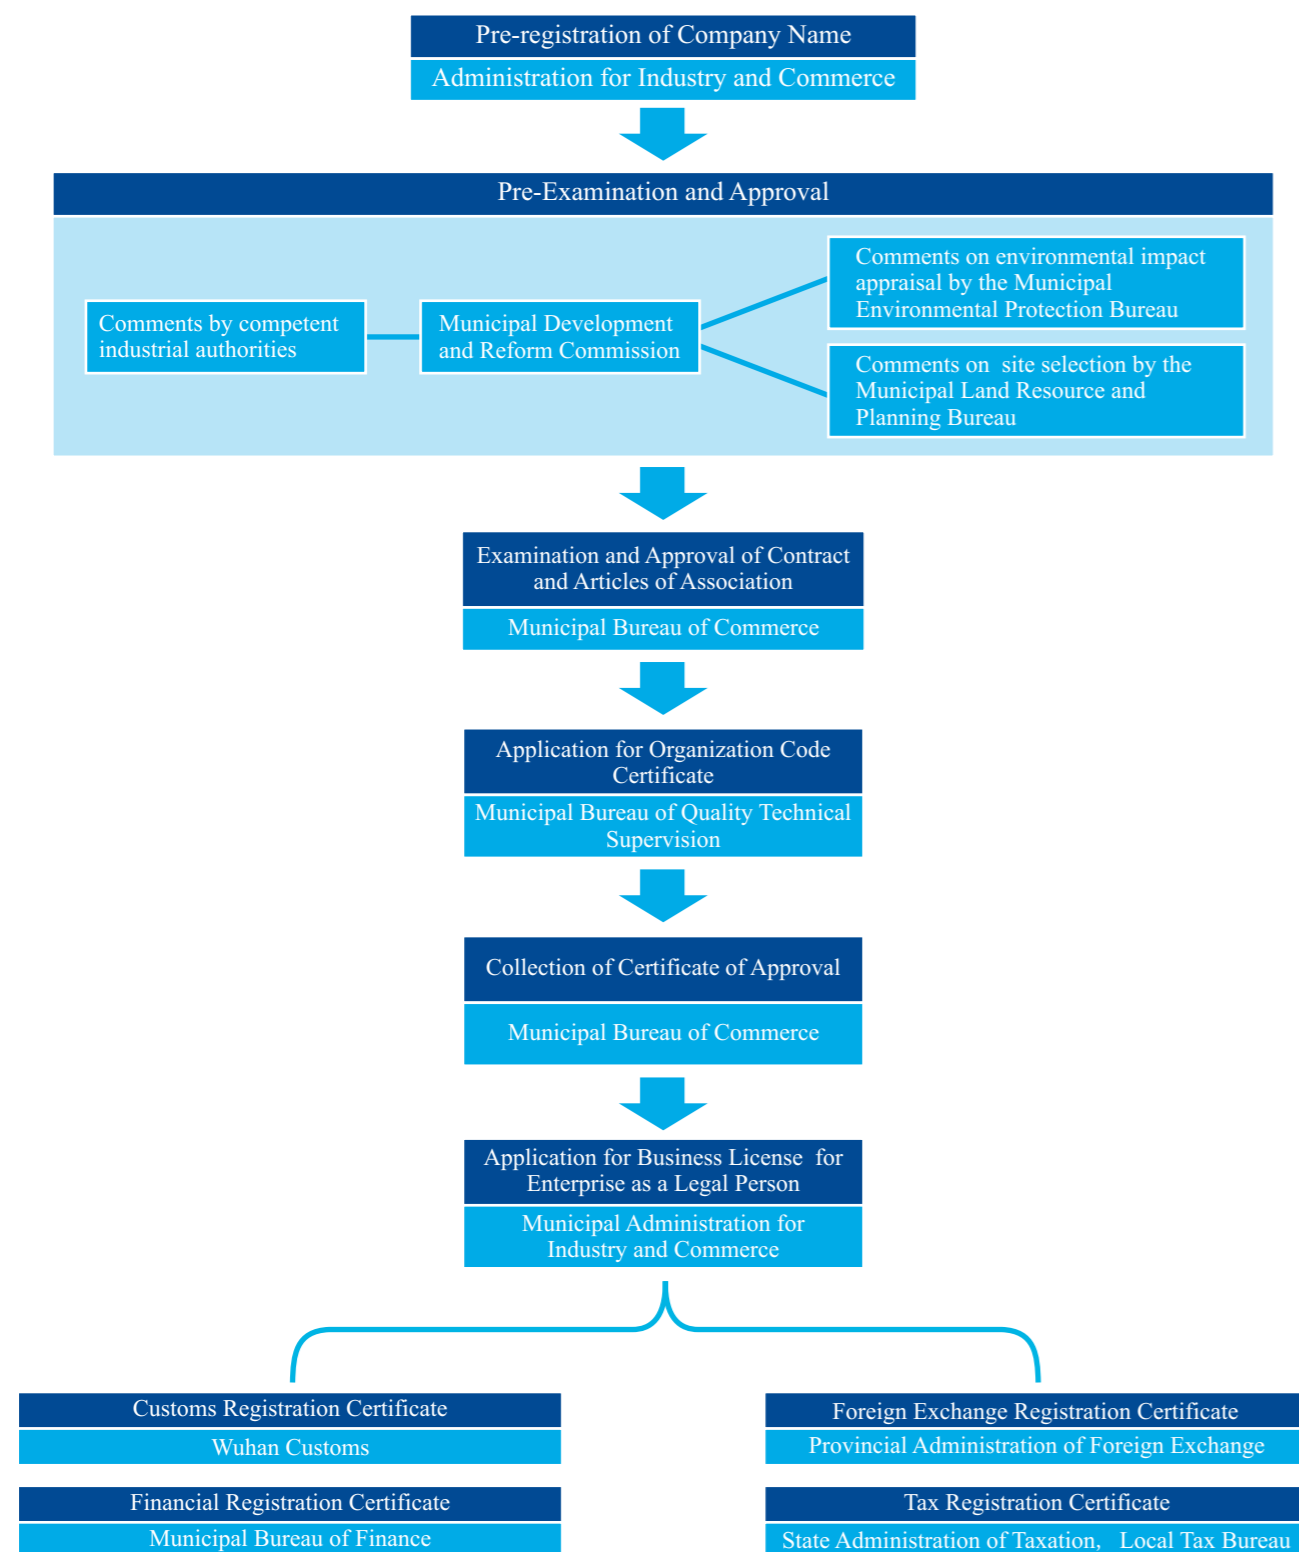 Pre-registration of Company Name
Administration for Industry and Commerce
Pre-Examination and Approval
Comments by competent
industrial authorities
Municipal Development
and Reform Commission
Comments on environmental impact
appraisal by the Municipal
Environmental Protection Bureau
Comments on site selection by the
Municipal Land Resource and
Planning Bureau
Examination and Approval of Contract
and Articles of Association
Municipal Bureau of Commerce
Application for Organization Code
Certificate
Municipal Bureau of Quality Technical
Supervision
Collection of Certificate of Approval
Municipal Bureau of Commerce
Application for Business License for
Enterprise as a Legal Person
Municipal Administration for
Industry and Commerce
Customs Registration Certificate
Wuhan Customs
Foreign Exchange Registration Certificate
Provincial Administration of Foreign Exchange
Financial Registration Certificate
Municipal Bureau of Finance
Tax Registration Certificate
State Administration of Taxation, Local Tax Bureau